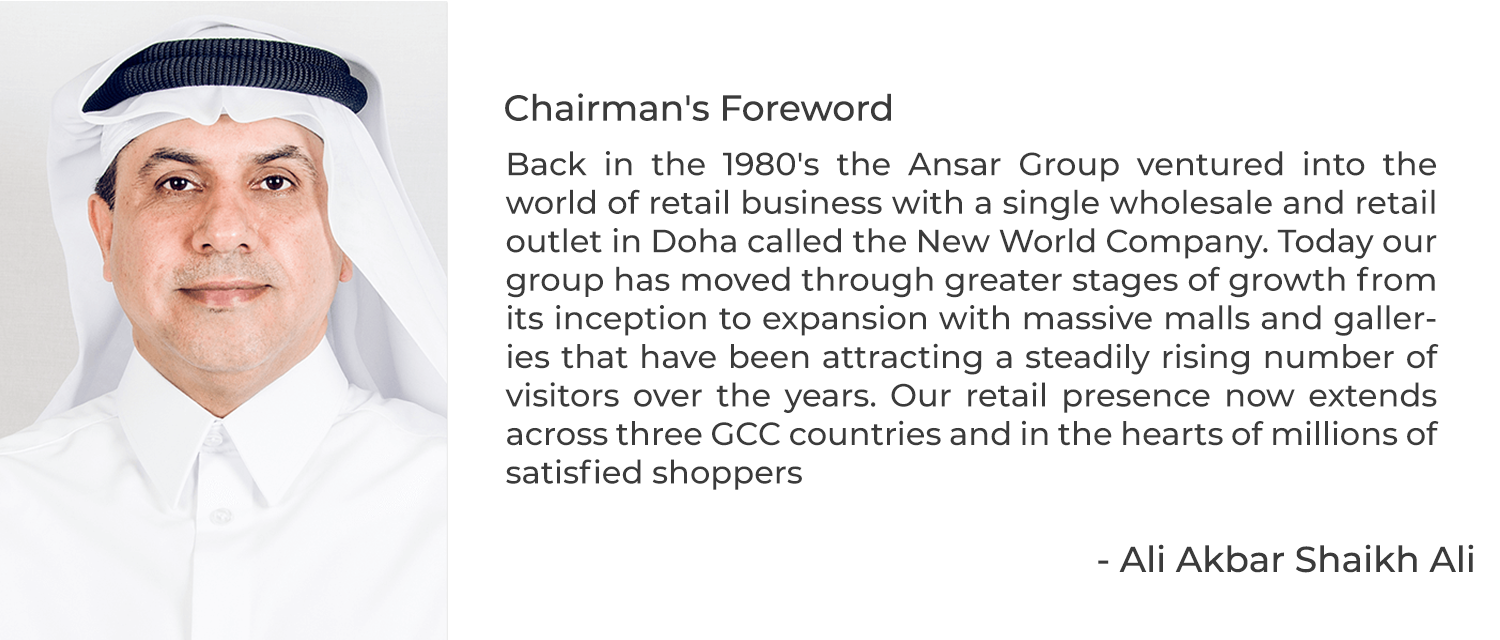 Chairman's Foreword
Back in the 1980's the Ansar Group ventured into the
world of retail business with a single wholesale and retail
outlet in Doha called the New World Company. Today our
group has moved through greater stages of growth from
its inception to expansion with massive malls and galler-
ies that have been attracting a steadily rising number of
visitors over the years. Our retail presence now extends
across three GCC countries and in the hearts of millions of
satisfied shoppers
- Ali Akbar Shaikh Ali